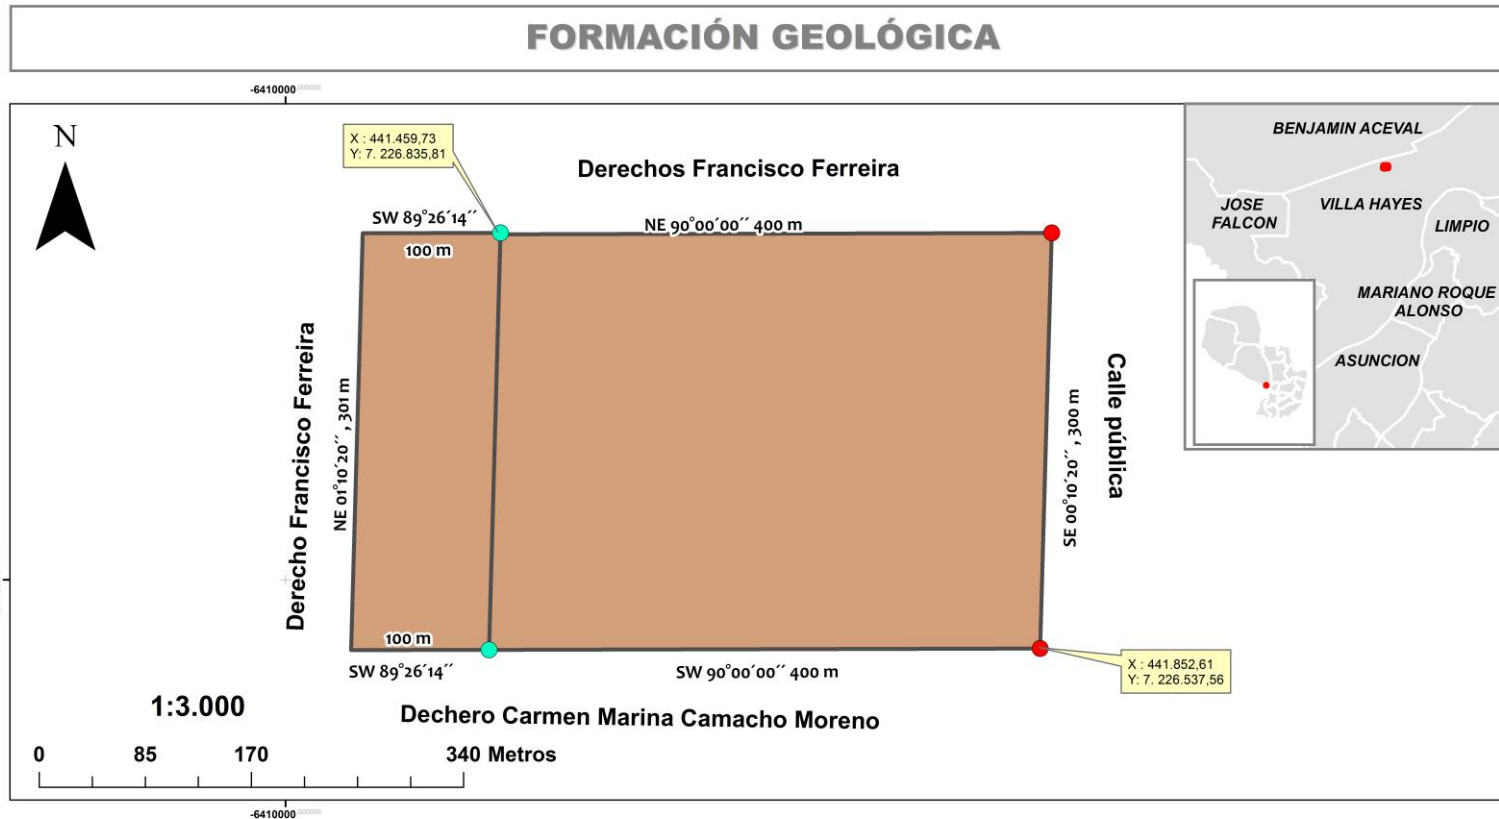 FORMACIÓN GEOLÓGICA
-6410000,000000
N
X : 441.459,73
Y: 7. 226.835,81
Derechos Francisco Ferreira
SW 89°26´14´´
100 m
NE 90°00´00´´ 400 m
BENJAMIN ACEVAL
JOSE
FALCON
VILLA HAYES
LIMPIO
MARIANO ROQUE
ALONSO
ASUNCION
Derecho Francisco Ferreira
NE 01°10´20´´ , 301 m
SE 00°10´20´´ , 300 m
Calle pública
100 m
SW 89°26´14´´
SW 90°00´00´´ 400 m
X : 441.852,61
Y: 7. 226.537,56
1:3.000
Dechero Carmen Marina Camacho Moreno
0 85 170 340 Metros
-6410000,000000